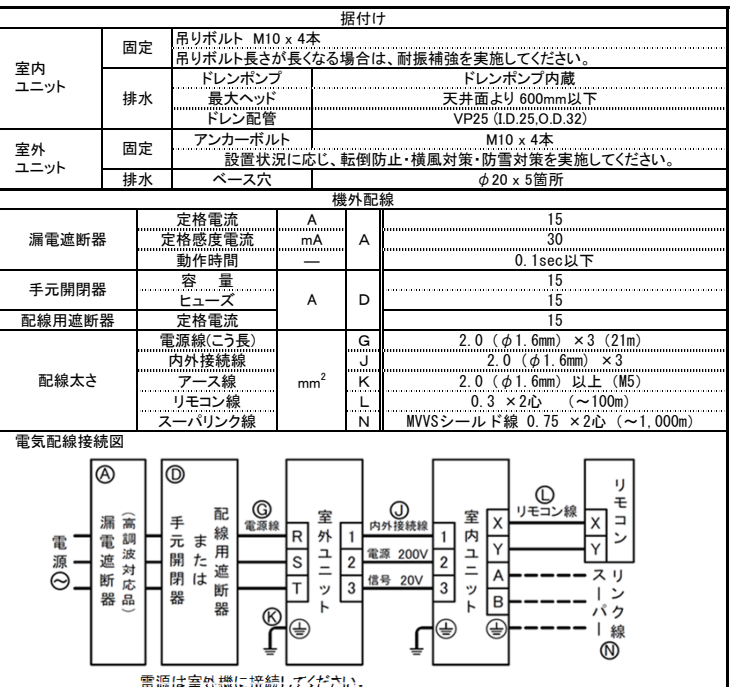 据付け
室内
ユニット
固定
吊りボルト M10 x 4本
吊りボルト長さが長くなる場合は、耐振補強を実施してください。
排水
ドレンポンプ ドレンポンプ内蔵
最大ヘッド 天井面より 600mm以下
ドレン配管 VP25 (I.D.25,O.D.32)
室外
ユニット
固定
アンカーボルト M10 x 4本
設置状況に応じ、転倒防止・横風対策・防雪対策を実施してください。
排水 ベース穴 φ20 x 5箇所
機外配線
漏電遮断器
定格電流 A A 15
定格感度電流 mA 30
動作時間 ― 0.1sec以下
手元開閉器
容 量 A D 15
ヒューズ 15
配線用遮断器 定格電流 15
配線太さ mm²
電源線(こう長) G 2.0 (φ1.6mm) ×3 (21m)
内外接続線 J 2.0 (φ1.6mm) ×3
アース線 K 2.0 (φ1.6mm) 以上 (M5)
リモコン線 L 0.3 ×2心 (~100m)
スーパリンク線 N MVVSシールド線 0.75 ×2心 (~1,000m)
電気配線接続図
電源
Ⓐ
漏電遮断器
(高調波対応品)
Ⓓ
手元開閉器
または
配線用遮断器
Ⓖ
電源線
R
S
T
Ⓚ
室外ユニット
1
2
3
Ⓙ
内外接続線
電源 200V
信号 20V
1
2
3
室内ユニット
X
Y
A
B
Ⓛ
リモコン線
X
Y
リモコン
スーパーリンク線
Ⓝ
電源は室外機に接続してください。